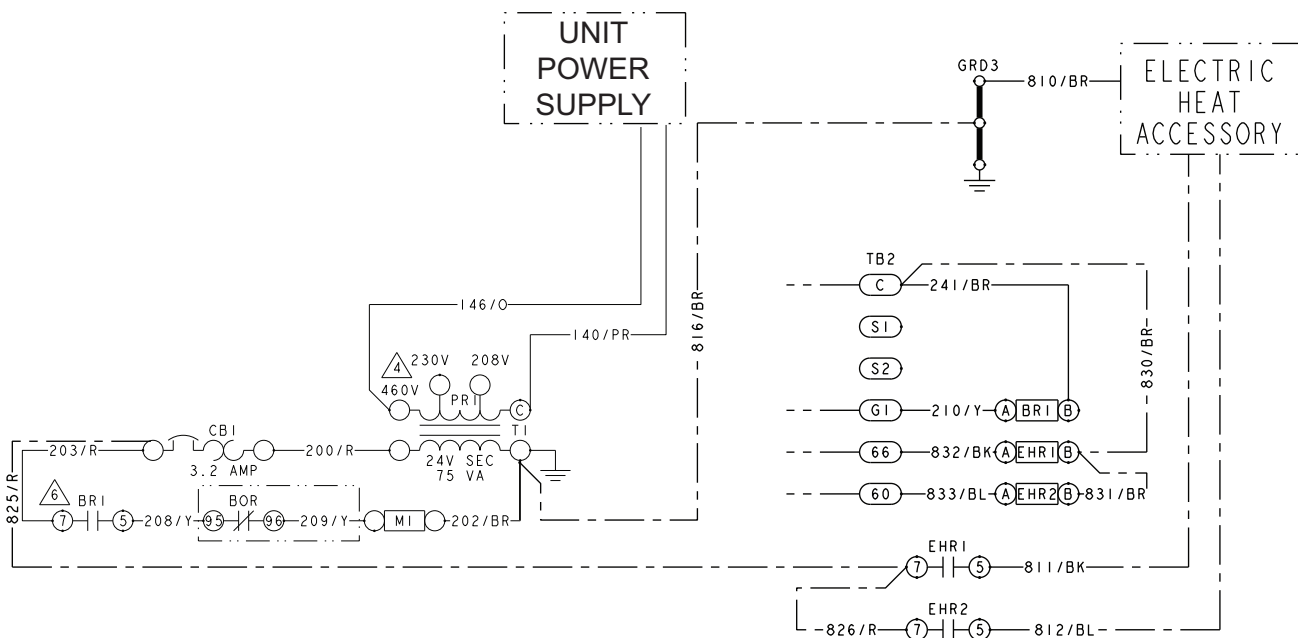 UNIT
POWER
SUPPLY
GRD3
810/BR
ELECTRIC
HEAT
ACCESSORY
TB2
C
241/BR
146/O
S1
816/BR
140/PR
830/BR
4
230V
208V
S2
460V
PR1
C
G1
210/Y
A
BR1
B
CB1
T1
203/R
200/R
24V SEC
75 VA
66
832/BK
A
EHR1
B
3.2 AMP
825/R
6
BR1
BOR
60
833/BL
A
EHR2
B
831/BR
7
5
208/Y
95
96
209/Y
M1
202/BR
EHR1
7
5
811/BK
EHR2
826/R
7
5
812/BL